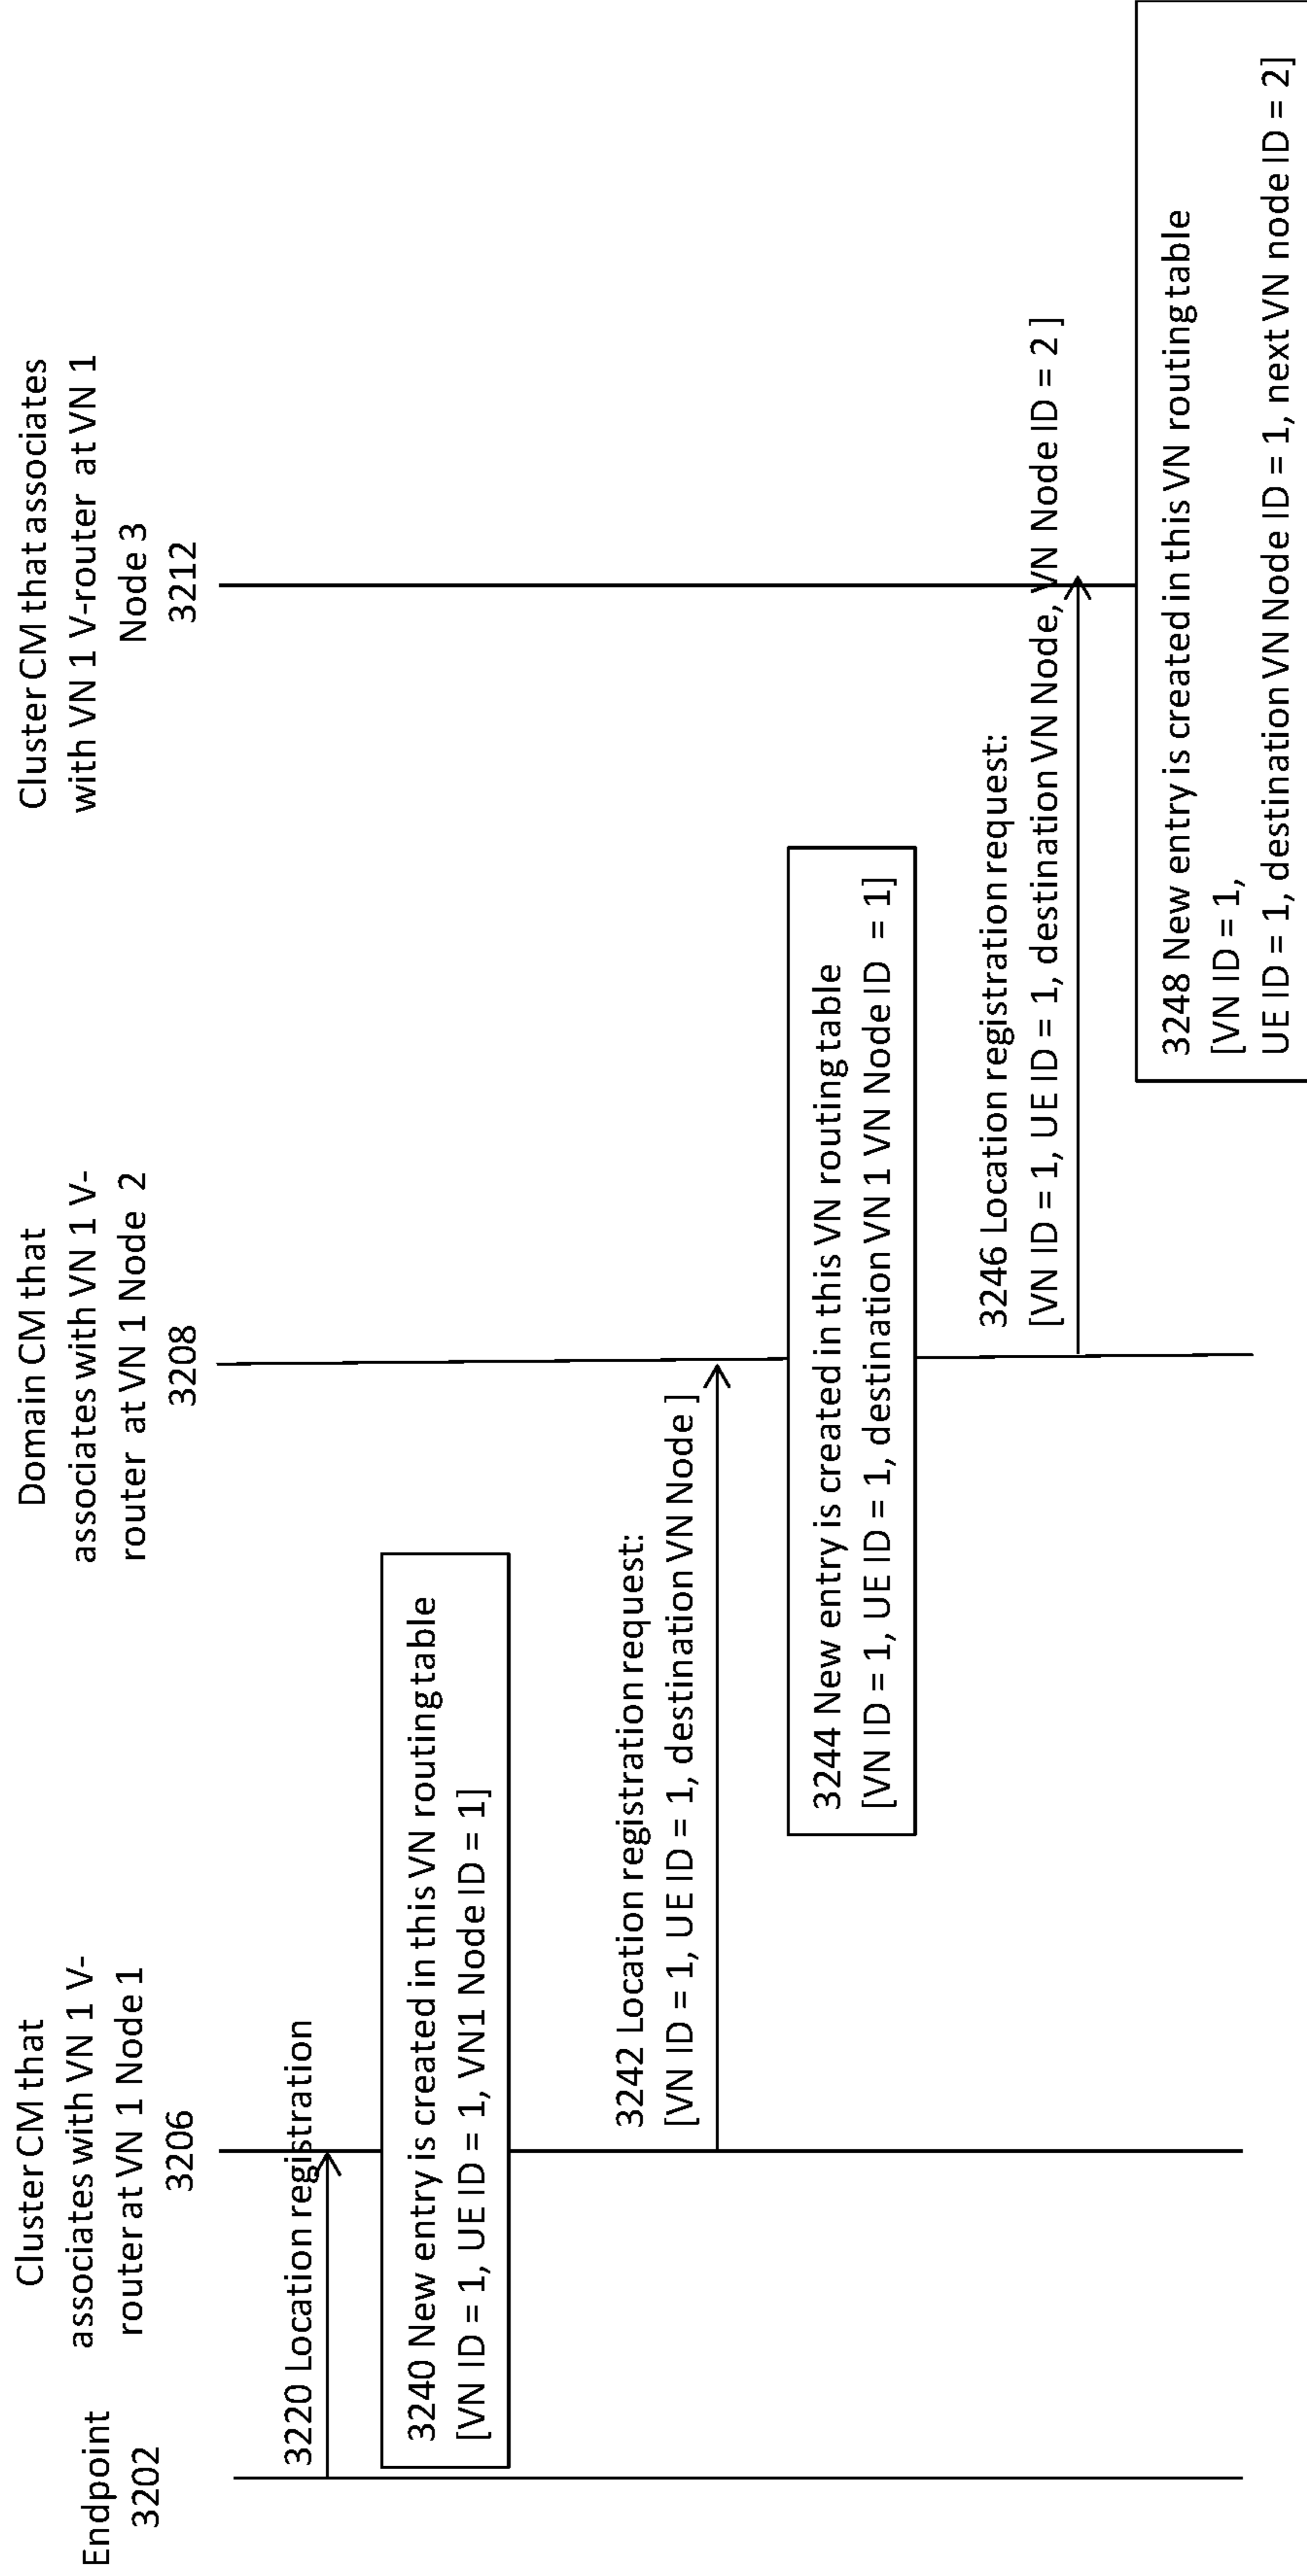 Endpoint
3202
Cluster CM that
associates with VN 1 V-
router at VN 1 Node 1
3206
Domain CM that
associates with VN 1 V-
router at VN 1 Node 2
3208
Cluster CM that associates
with VN 1 V-router at VN 1
Node 3
3212
3220 Location registration
3240 New entry is created in this VN routing table
[VN ID = 1, UE ID = 1, VN1 Node ID = 1]
3242 Location registration request:
[VN ID = 1, UE ID = 1, destination VN Node ]
3244 New entry is created in this VN routing table
[VN ID = 1, UE ID = 1, destination VN 1 VN Node ID = 1]
3246 Location registration request:
[VN ID = 1, UE ID = 1, destination VN Node, VN Node ID = 2 ]
3248 New entry is created in this VN routing table
[VN ID = 1,
UE ID = 1, destination VN Node ID = 1, next VN node ID = 2]